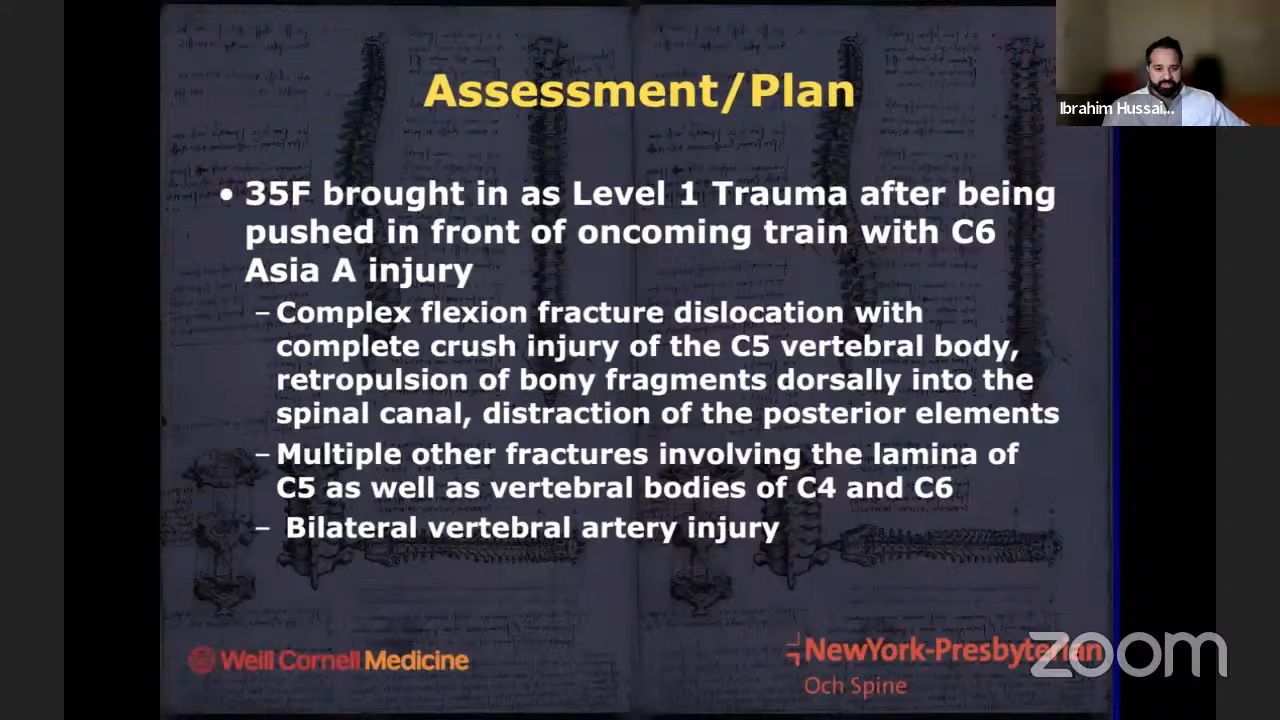 Assessment/Plan
Ibrahim Hussai...
• 35F brought in as Level 1 Trauma after being
pushed in front of oncoming train with C6
Asia A injury
– Complex flexion fracture dislocation with
complete crush injury of the C5 vertebral body,
retropulsion of bony fragments dorsally into the
spinal canal, distraction of the posterior elements
– Multiple other fractures involving the lamina of
C5 as well as vertebral bodies of C4 and C6
– Bilateral vertebral artery injury
Weill Cornell Medicine
NewYork-Presbyterian
Och Spine
zoom